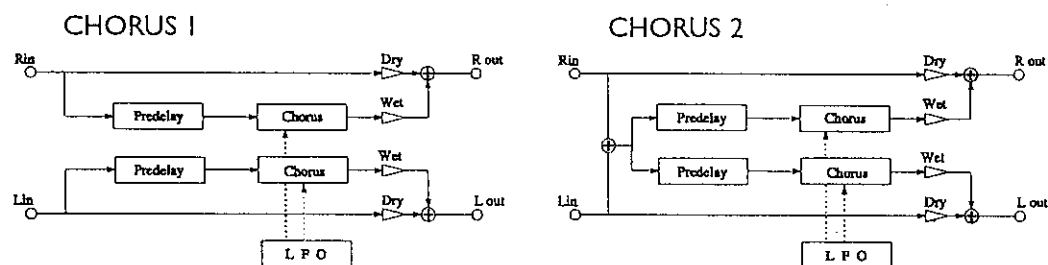 CHORUS 1
Rin
Dry
R out
Predelay
Chorus
Wet
Predelay
Chorus
Wet
Lin
Dry
L out
L F O
CHORUS 2
Rin
Dry
R out
Predelay
Chorus
Wet
Predelay
Chorus
Wet
Lin
Dry
L out
L F O